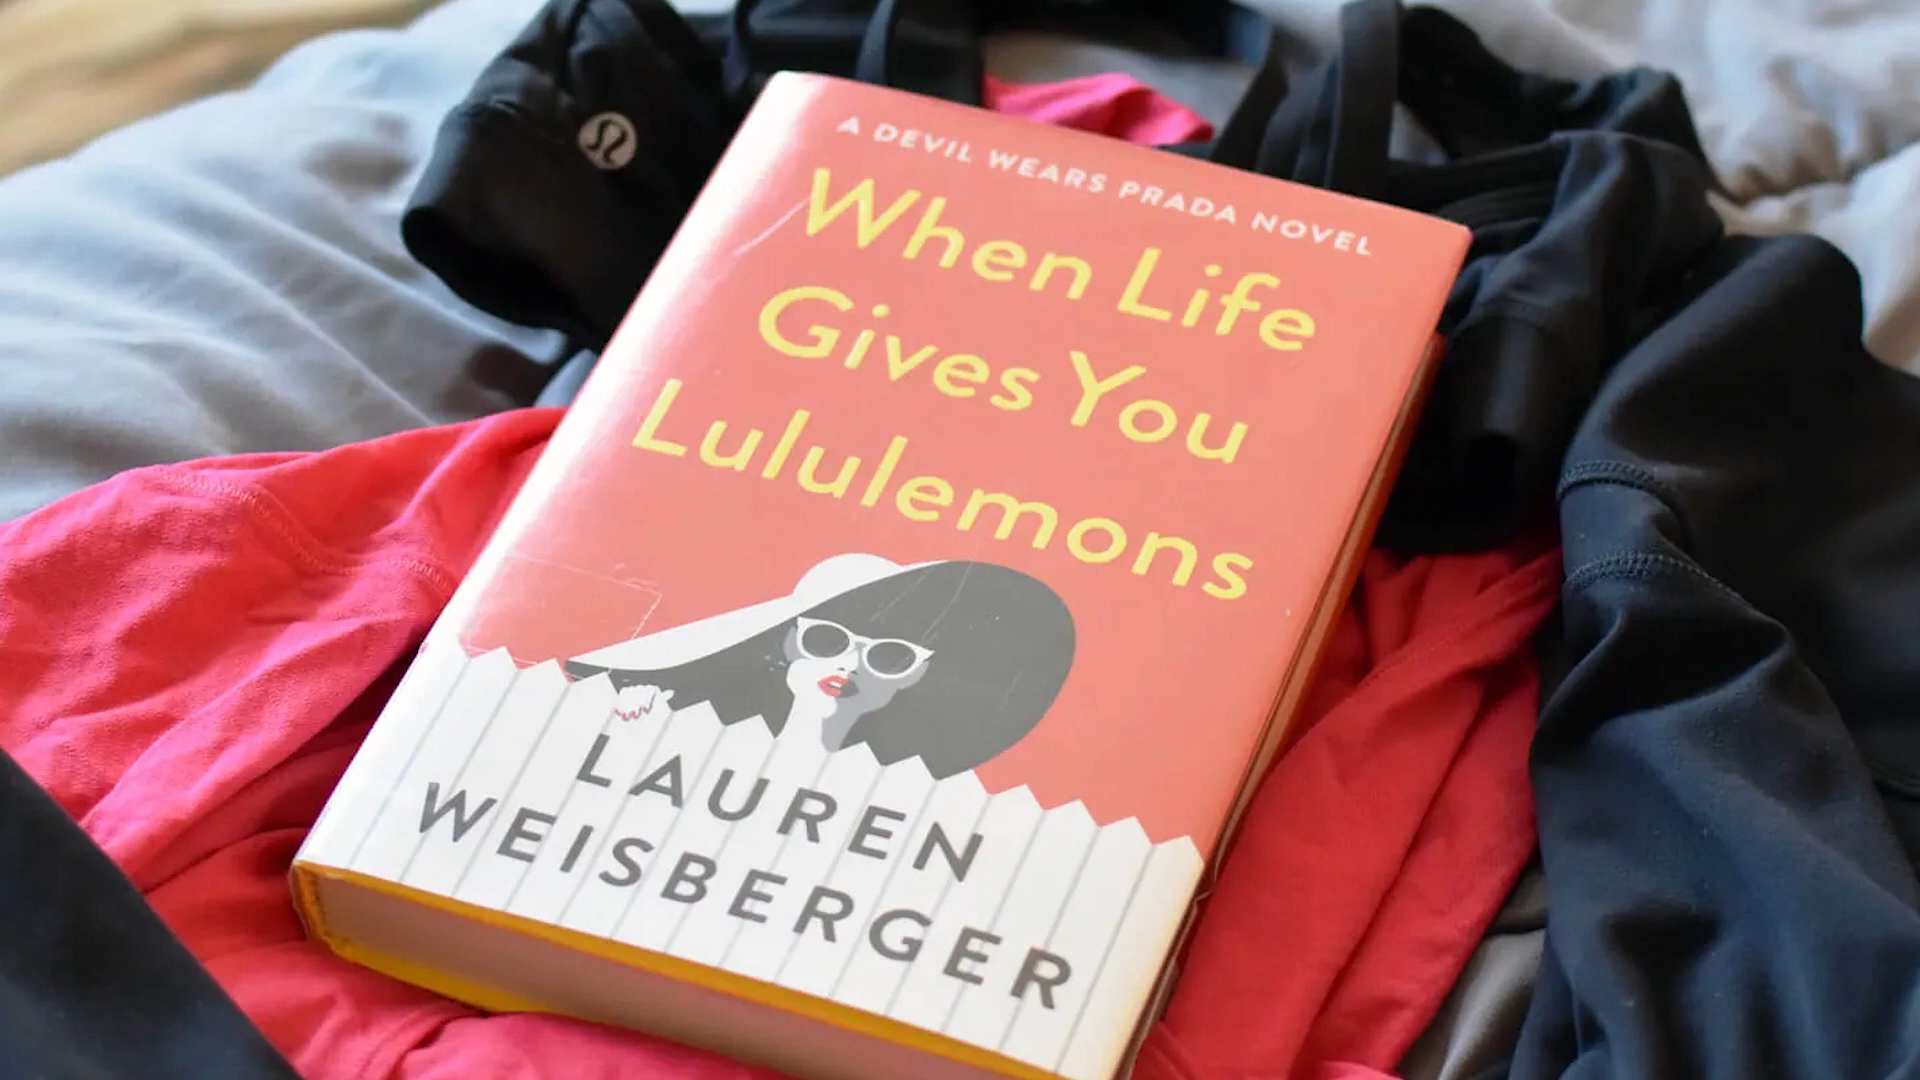 A DEVIL WEARS PRADA NOVEL
When Life
Gives You
Lululemons
LAUREN
WEISBERGER